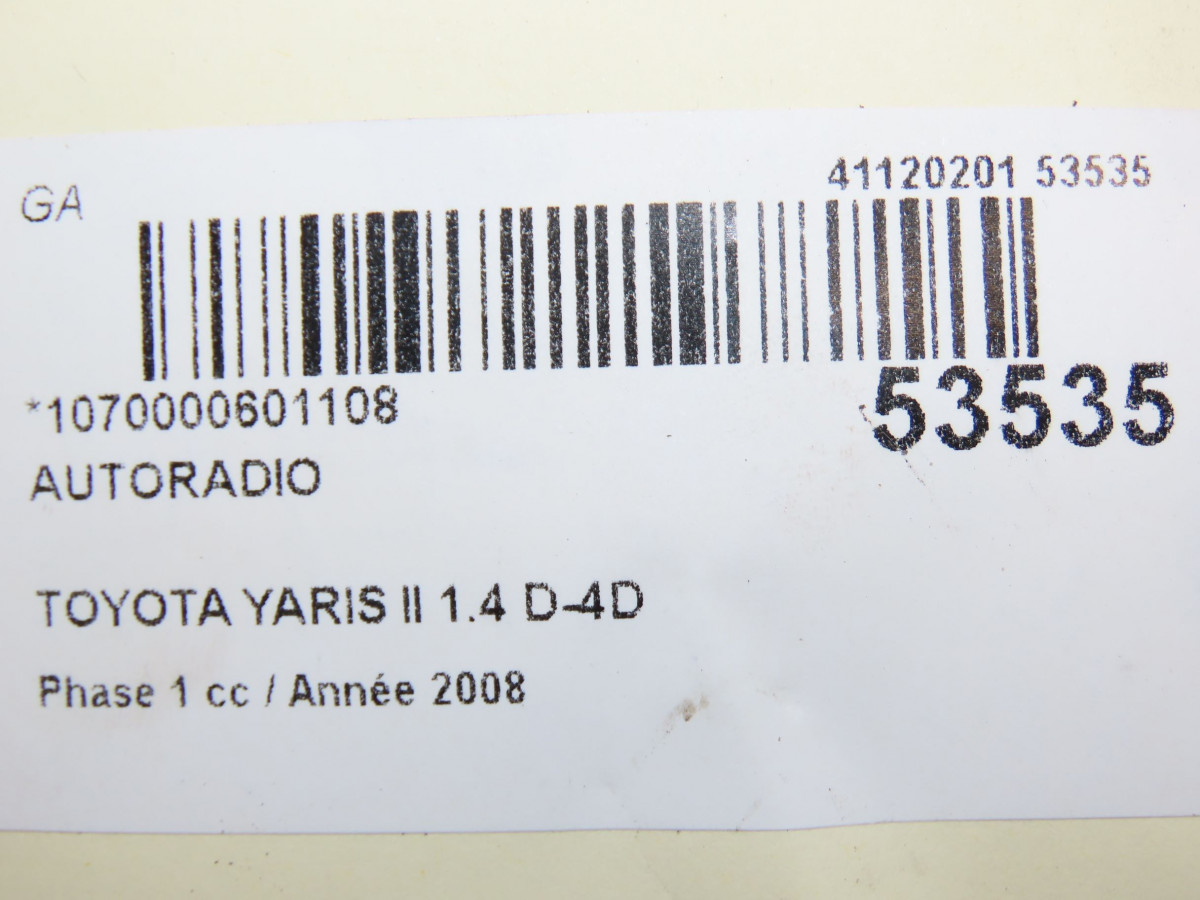 GA
41120201 53535
*1070000601108
53535
AUTORADIO
TOYOTA YARIS II 1.4 D-4D
Phase 1 cc / Année 2008